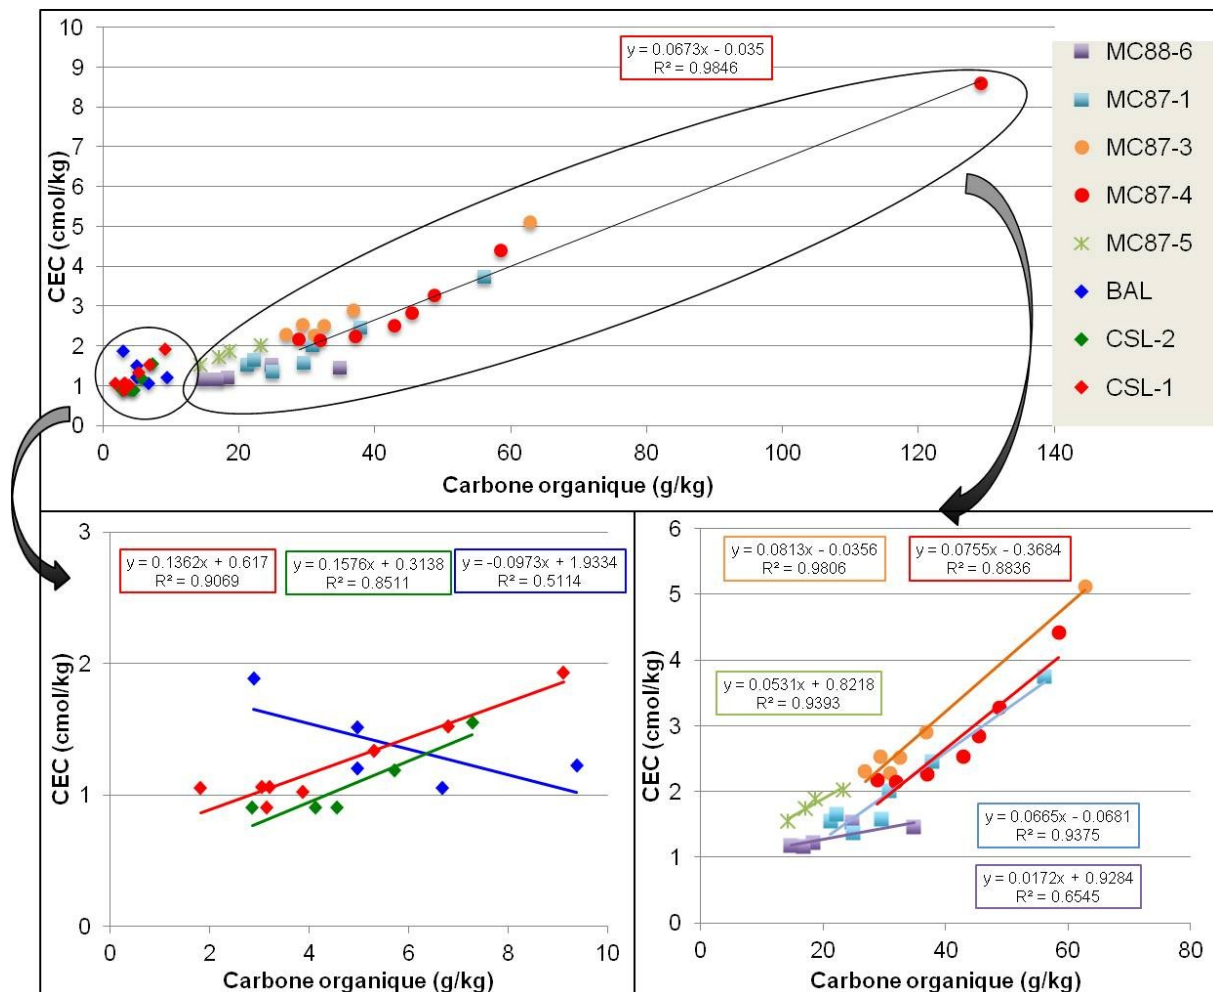 10
9
8
7
6
5
4
3
2
1
0
CEC (cmol/kg)
y = 0.0673x - 0.035
R² = 0.9846
0 20 40 60 80 100 120 140
Carbone organique (g/kg)
MC88-6
MC87-1
MC87-3
MC87-4
MC87-5
BAL
CSL-2
CSL-1
3
2
1
0
CEC (cmol/kg)
y = 0.1362x + 0.617
R² = 0.9069
y = 0.1576x + 0.3138
R² = 0.8511
y = -0.0973x + 1.9334
R² = 0.5114
0 2 4 6 8 10
Carbone organique (g/kg)
6
5
4
3
2
1
0
CEC (cmol/kg)
y = 0.0813x - 0.0356
R² = 0.9806
y = 0.0755x - 0.3684
R² = 0.8836
y = 0.0531x + 0.8218
R² = 0.9393
y = 0.0665x - 0.0681
R² = 0.9375
y = 0.0172x + 0.9284
R² = 0.6545
0 20 40 60 80
Carbone organique (g/kg)